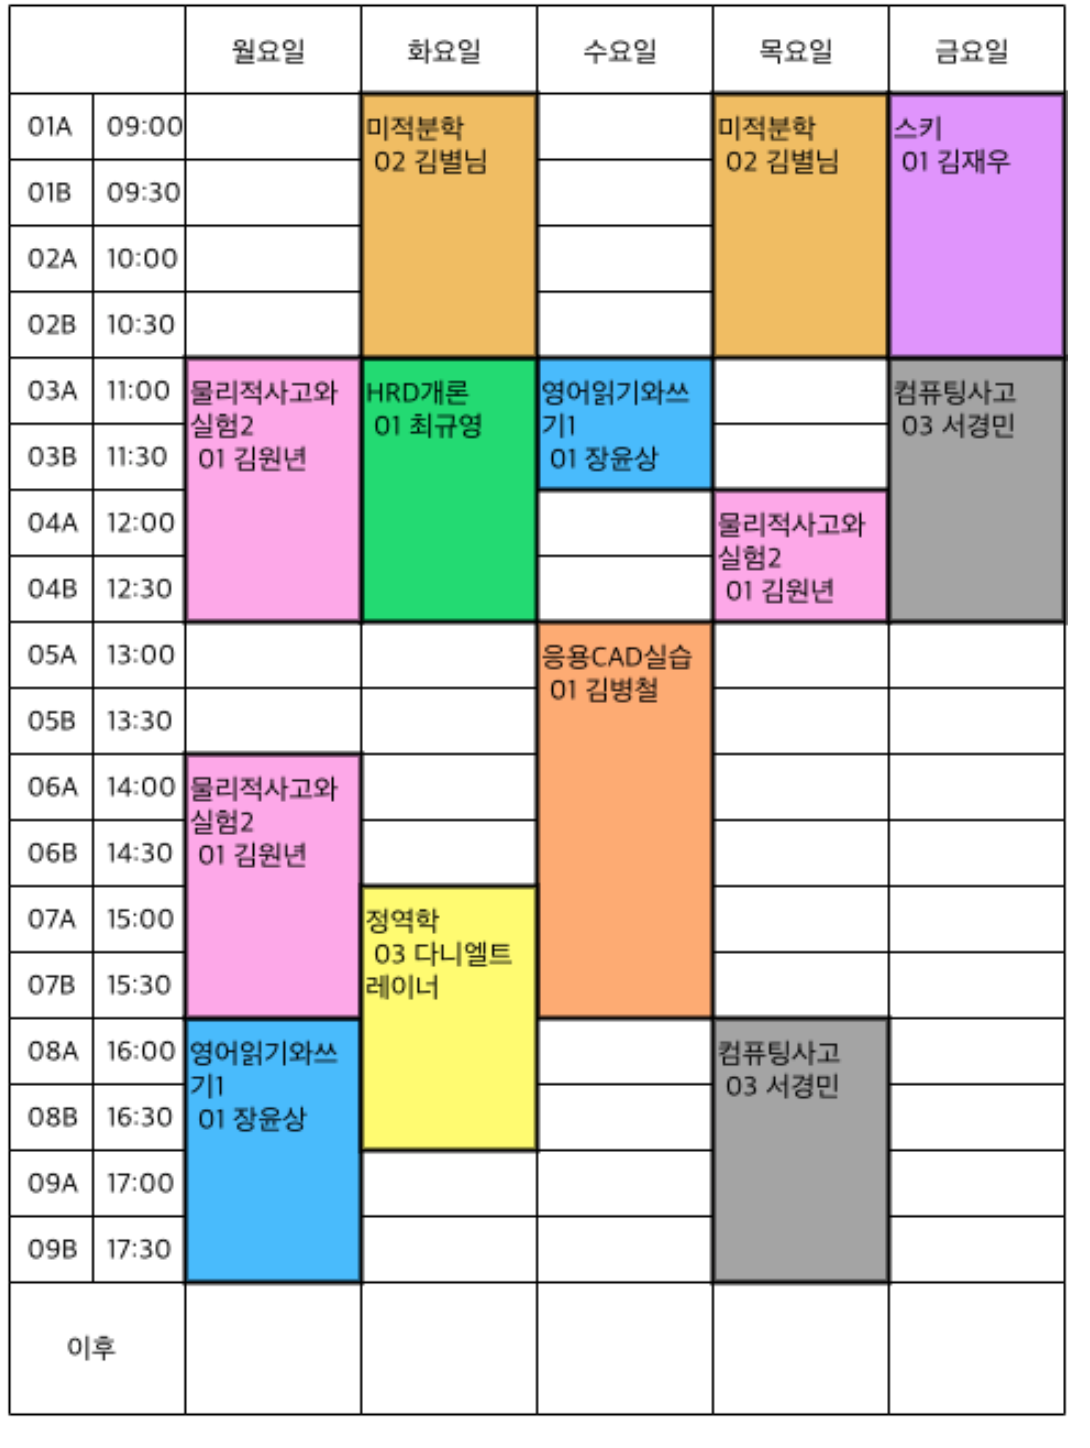 월요일 화요일 수요일 목요일 금요일
01A 09:00 미적분학 미적분학 스키
02 김별님 02 김별님 01 김재우
01B 09:30
02A 10:00
02B 10:30
03A 11:00 물리적사고와 HRD개론 영어읽기와쓰 컴퓨팅사고
실험2 01 최규영 기1 03 서경민
03B 11:30 01 김원년 01 장윤상
04A 12:00 물리적사고와
실험2
04B 12:30 01 김원년
05A 13:00 응용CAD실습
01 김병철
05B 13:30
06A 14:00 물리적사고와
실험2
06B 14:30 01 김원년
07A 15:00 정역학
03 다니엘트
07B 15:30 레이너
08A 16:00 영어읽기와쓰 컴퓨팅사고
기1 03 서경민
08B 16:30 01 장윤상
09A 17:00
09B 17:30
이후